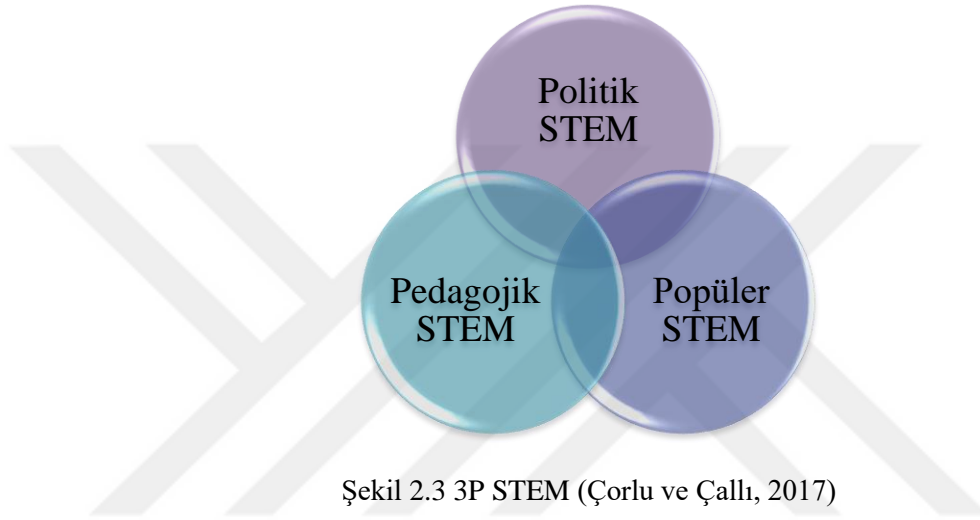 Politik
STEM
Pedagojik
STEM
Popüler
STEM
Şekil 2.3 3P STEM (Çorlu ve Çallı, 2017)